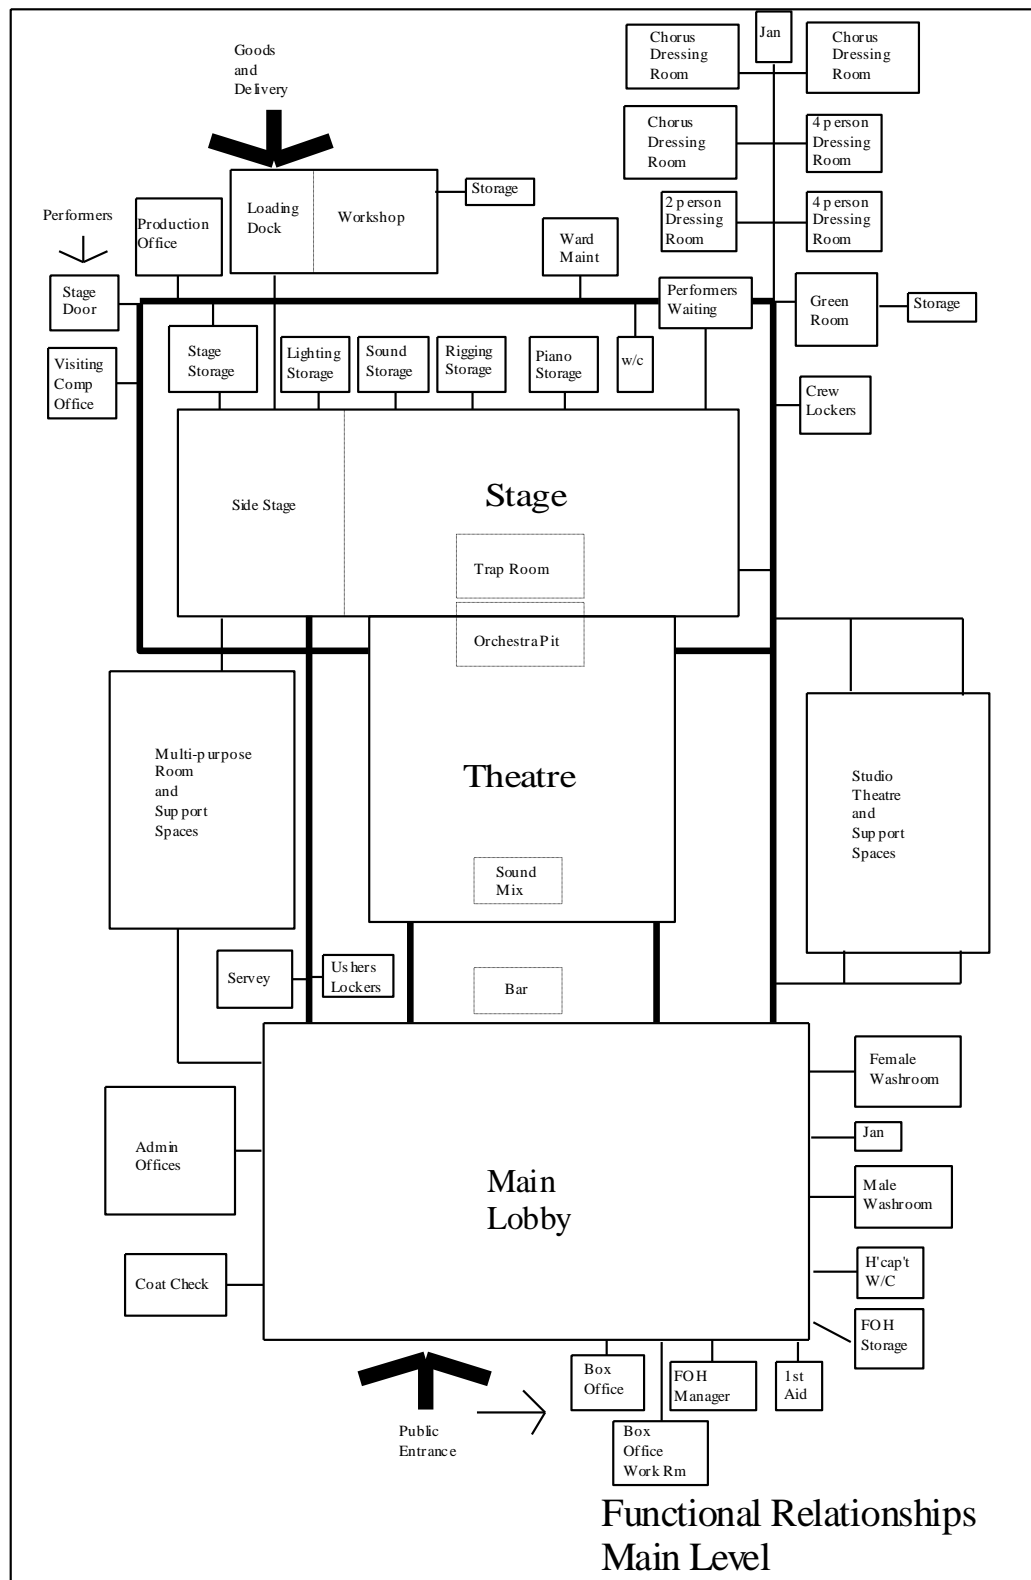 Jan
Chorus
Dressing
Room
Chorus
Dressing
Room
Goods
and
Delivery
Chorus
Dressing
Room
4 person
Dressing
Room
Storage
Loading
Dock
Workshop
2 person
Dressing
Room
4 person
Dressing
Room
Performers
Production
Office
Ward
Maint
Stage
Door
Performers
Waiting
Green
Room
Storage
Visiting
Comp
Office
Stage
Storage
Lighting
Storage
Sound
Storage
Rigging
Storage
Piano
Storage
w/c
Crew
Lockers
Side Stage
Stage
Trap Room
Orchestra Pit
Multi-purpose
Room
and
Support
Spaces
Theatre
Studio
Theatre
and
Support
Spaces
Sound
Mix
Servey
Ushers
Lockers
Bar
Female
Washroom
Jan
Admin
Offices
Main
Lobby
Male
Washroom
Coat Check
H'cap't
W/C
FOH
Storage
Box
Office
FOH
Manager
1st
Aid
Public
Entrance
Box
Office
Work Rm
Functional Relationships
Main Level